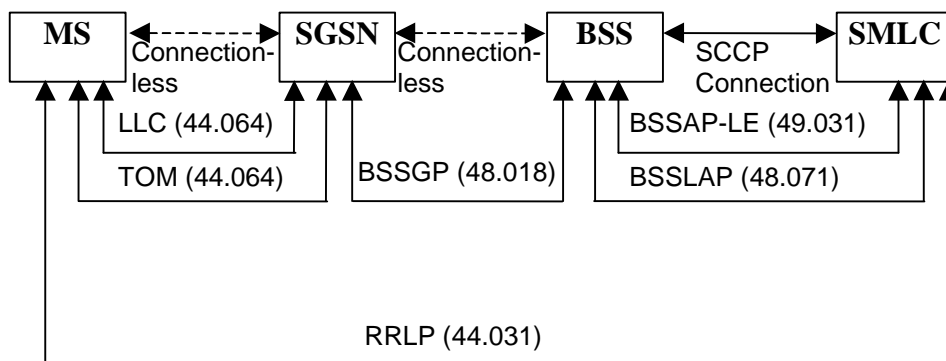 MS
SGSN
BSS
SMLC
Connection-
less
Connection-
less
SCCP
Connection
LLC (44.064)
BSSAP-LE (49.031)
TOM (44.064)
BSSGP (48.018)
BSSLAP (48.071)
RRLP (44.031)